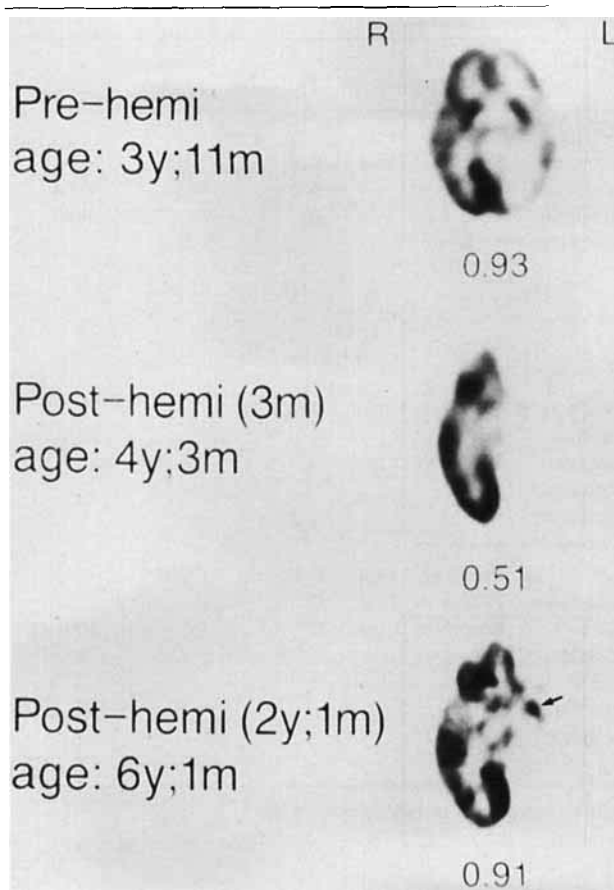 R L
Pre-hemi
age: 3y;11m
0.93
Post-hemi (3m)
age: 4y;3m
0.51
Post-hemi (2y;1m)
age: 6y;1m
0.91